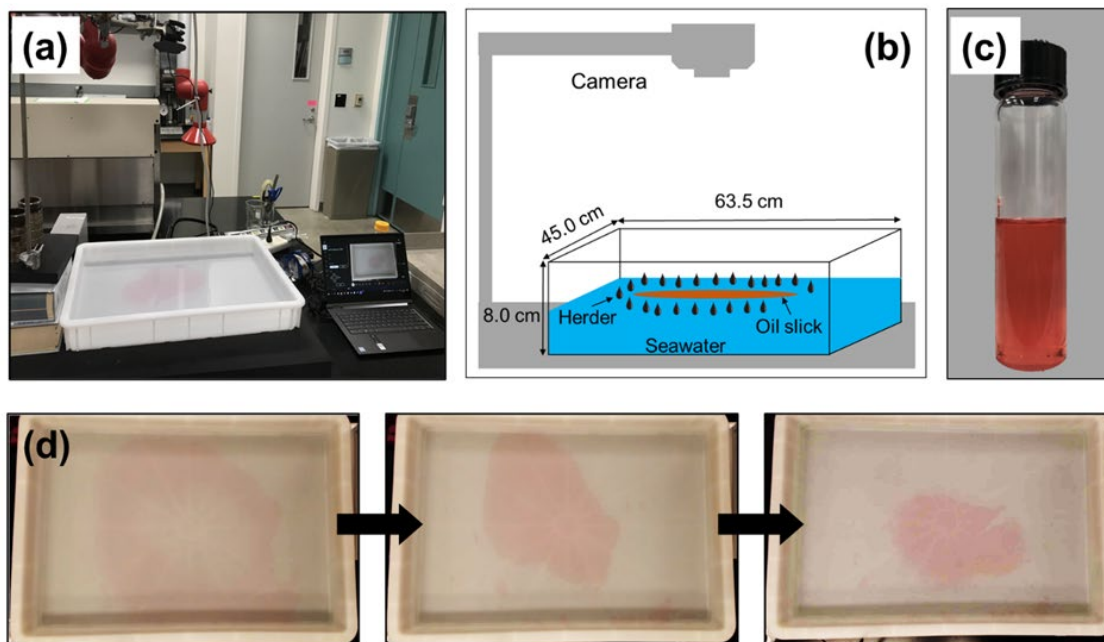 (a)
(b)
Camera
63.5 cm
45.0 cm
8.0 cm
Herder
Oil slick
Seawater
(c)
(d)